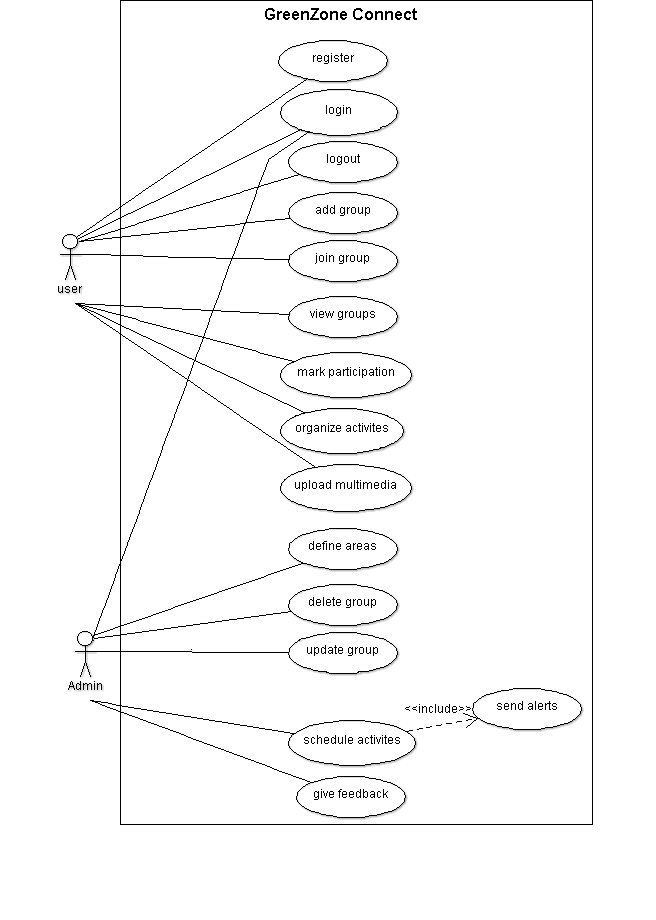 GreenZone Connect
register
login
logout
add group
join group
user
view groups
mark participation
organize activites
upload multimedia
define areas
delete group
update group
Admin
<<include>>
send alerts
schedule activites
give feedback